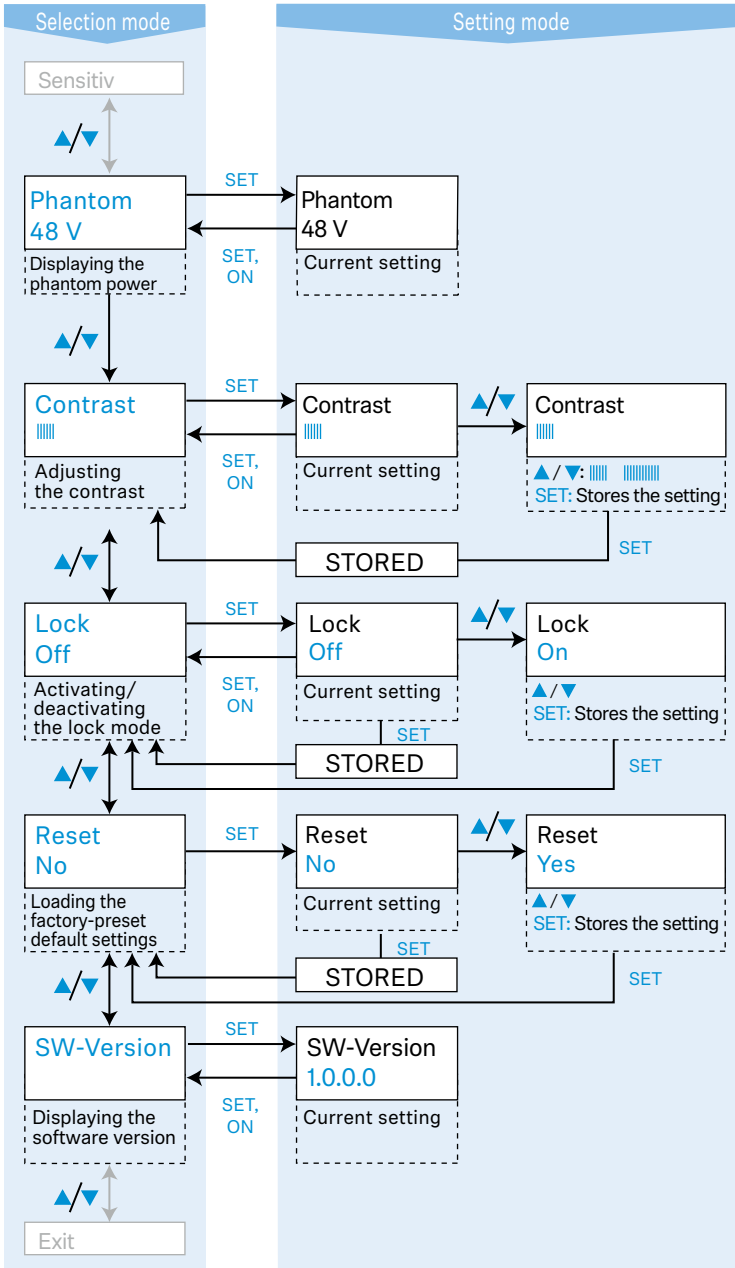 Selection mode
Setting mode
Sensitiv
▲/▼
Phantom
48 V
SET
Phantom
48 V
SET,
ON
Displaying the
phantom power
Current setting
▲/▼
Contrast
SET
Contrast
▲/▼
Contrast
SET,
ON
Adjusting
the contrast
Current setting
▲ / ▼:
SET: Stores the setting
SET
STORED
▲/▼
Lock
Off
SET
Lock
Off
▲/▼
Lock
On
SET,
ON
Activating/
deactivating
the lock mode
Current setting
▲/▼
SET: Stores the setting
SET
STORED
SET
▲/▼
Reset
No
SET
Reset
No
▲/▼
Reset
Yes
Loading the
factory-preset
default settings
Current setting
▲/▼
SET: Stores the setting
SET
STORED
SET
▲/▼
SW-Version
SET
SW-Version
1.0.0.0
SET,
ON
Displaying the
software version
Current setting
▲/▼
Exit